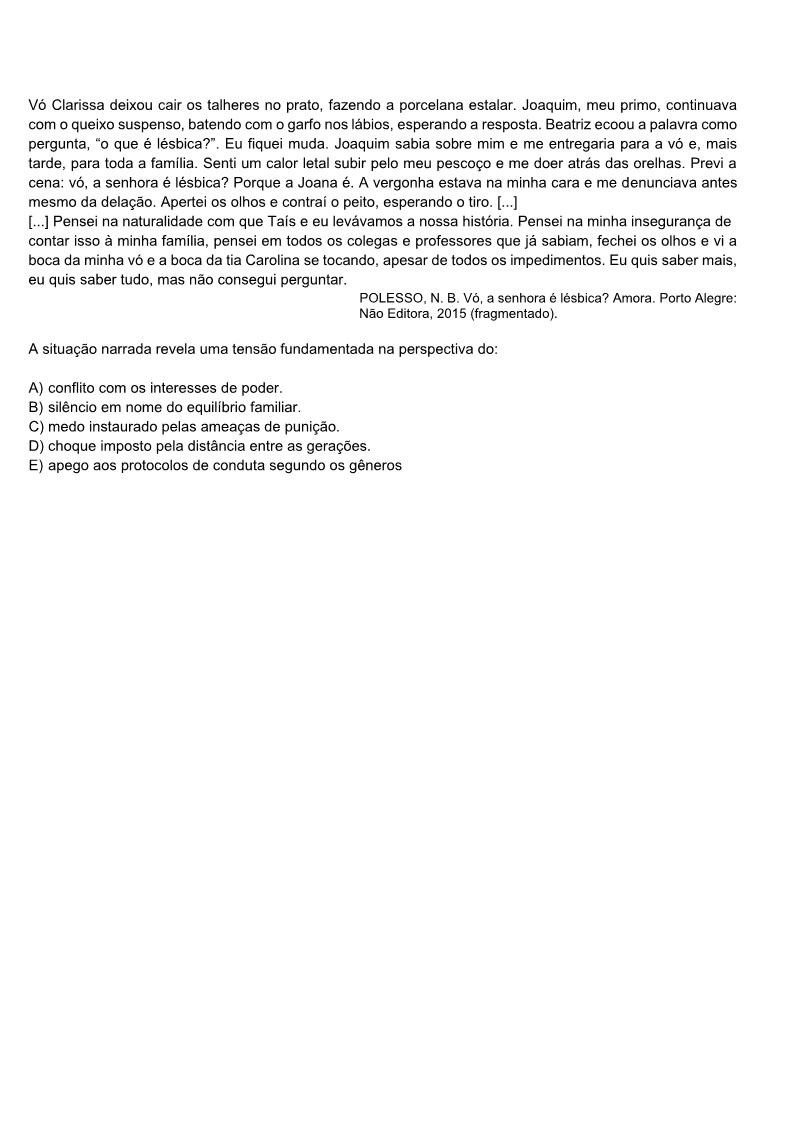 Vó Clarissa deixou cair os talheres no prato, fazendo a porcelana estalar. Joaquim, meu primo, continuava
com o queixo suspenso, batendo com o garfo nos lábios, esperando a resposta. Beatriz ecoou a palavra como
pergunta, “o que é lésbica?”. Eu fiquei muda. Joaquim sabia sobre mim e me entregaria para a vó e, mais
tarde, para toda a família. Senti um calor letal subir pelo meu pescoço e me doer atrás das orelhas. Previ a
cena: vó, a senhora é lésbica? Porque a Joana é. A vergonha estava na minha cara e me denunciava antes
mesmo da delação. Apertei os olhos e contraí o peito, esperando o tiro. [...]
[...] Pensei na naturalidade com que Taís e eu levávamos a nossa história. Pensei na minha insegurança de
contar isso à minha família, pensei em todos os colegas e professores que já sabiam, fechei os olhos e vi a
boca da minha vó e a boca da tia Carolina se tocando, apesar de todos os impedimentos. Eu quis saber mais,
eu quis saber tudo, mas não consegui perguntar.
POLESSO, N. B. Vó, a senhora é lésbica? Amora. Porto Alegre:
Não Editora, 2015 (fragmentado).
A situação narrada revela uma tensão fundamentada na perspectiva do:
A) conflito com os interesses de poder.
B) silêncio em nome do equilíbrio familiar.
C) medo instaurado pelas ameaças de punição.
D) choque imposto pela distância entre as gerações.
E) apego aos protocolos de conduta segundo os gêneros